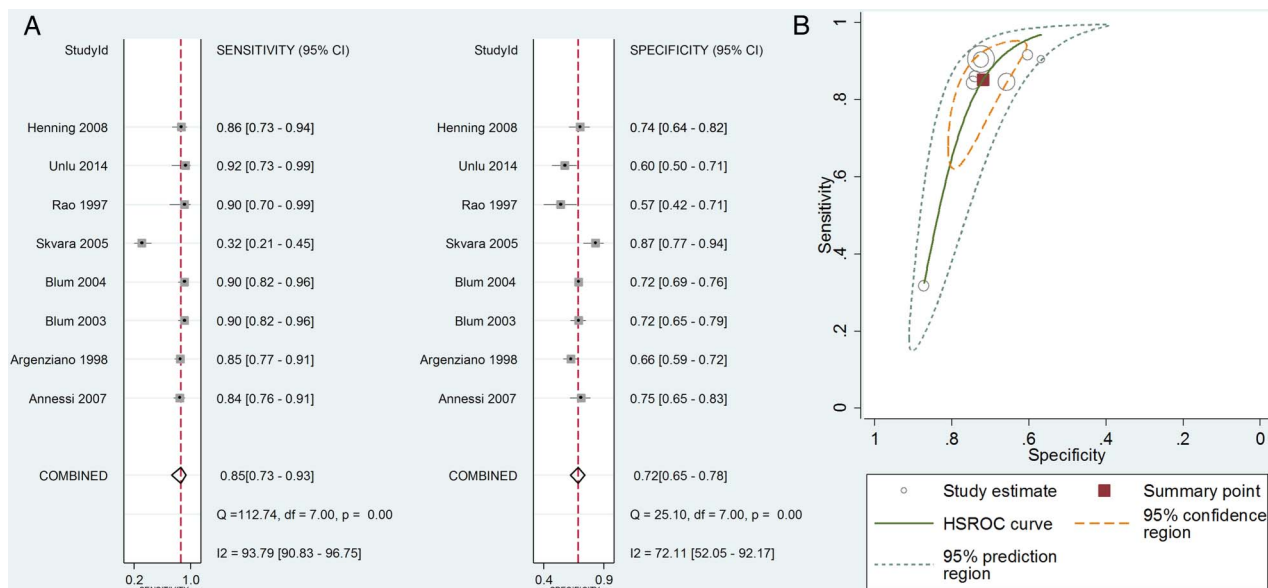 A
StudyId SENSITIVITY (95% CI) StudyId SPECIFICITY (95% CI)
Henning 2008 0.86 [0.73 - 0.94] Henning 2008 0.74 [0.64 - 0.82]
Unlu 2014 0.92 [0.73 - 0.99] Unlu 2014 0.60 [0.50 - 0.71]
Rao 1997 0.90 [0.70 - 0.99] Rao 1997 0.57 [0.42 - 0.71]
Skvara 2005 0.32 [0.21 - 0.45] Skvara 2005 0.87 [0.77 - 0.94]
Blum 2004 0.90 [0.82 - 0.96] Blum 2004 0.72 [0.69 - 0.76]
Blum 2003 0.90 [0.82 - 0.96] Blum 2003 0.72 [0.65 - 0.79]
Argenziano 1998 0.85 [0.77 - 0.91] Argenziano 1998 0.66 [0.59 - 0.72]
Annessi 2007 0.84 [0.76 - 0.91] Annessi 2007 0.75 [0.65 - 0.83]
COMBINED 0.85[0.73 - 0.93] COMBINED 0.72[0.65 - 0.78]
Q =112.74, df = 7.00, p = 0.00 Q = 25.10, df = 7.00, p = 0.00
I2 = 93.79 [90.83 - 96.75] I2 = 72.11 [52.05 - 92.17]
0.2 1.0 0.4 0.9
B
1
.8
.6
.4
.2
0
Sensitivity
1 .8 .6 .4 .2 0
Specificity
Study estimate Summary point
HSROC curve 95% confidence
region
95% prediction
region